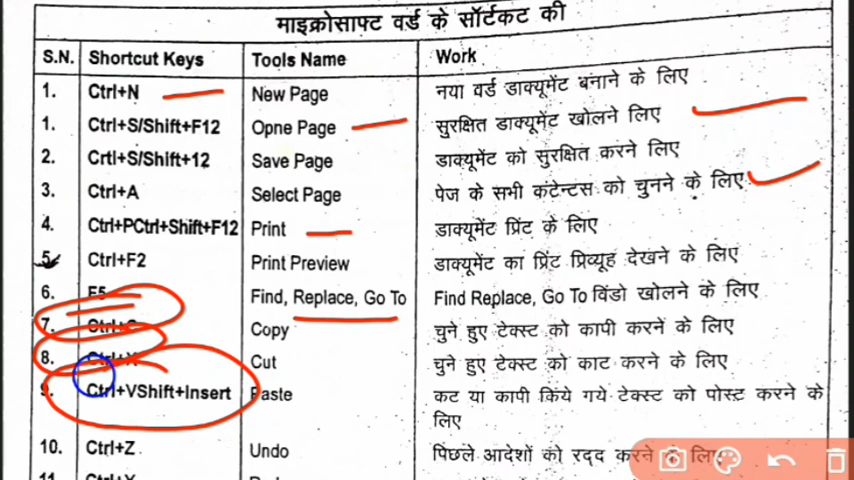 माइक्रोसाफ्ट वर्ड के सॉर्टकट की
S.N. Shortcut Keys Tools Name Work
1. Ctrl+N New Page नया वर्ड डाक्यूमेंट बनाने के लिए
1. Ctrl+S/Shift+F12 Opne Page सुरक्षित डाक्यूमेंट खोलने लिए
2. Crtl+S/Shift+12 Save Page डाक्यूमेंट को सुरक्षित करने लिए
3. Ctrl+A Select Page पेज के सभी कंटेन्टस को चुनने के लिए
4. Ctrl+PCtrl+Shift+F12 Print डाक्यूमेंट प्रिंट के लिए
5. Ctrl+F2 Print Preview डाक्यूमेंट का प्रिंट प्रिव्यूह देखने के लिए
6. F5 Find, Replace, Go To Find Replace, Go To विंडो खोलने के लिए
7. Copy चुने हुए टेक्स्ट को कापी करनें के लिए
8. Ctrl+X Cut चुने हुए टेक्स्ट को काट करने के लिए
9. Ctrl+VShift+Insert Paste कट या कापी किये गये टेक्स्ट को पोस्ट करने के
लिए
10. Ctrl+Z Undo पिछले आदेशों को रद्द करने के लिए
11.